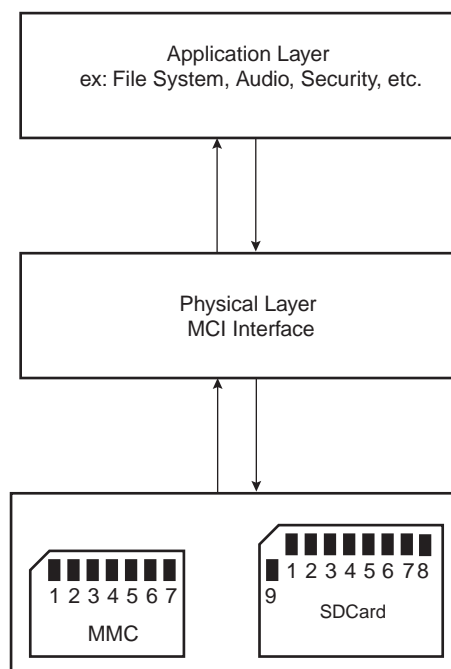 Application Layer
ex: File System, Audio, Security, etc.
Physical Layer
MCI Interface
1 2 3 4 5 6 7
MMC
1 2 3 4 5 6 7 8
9
SDCard